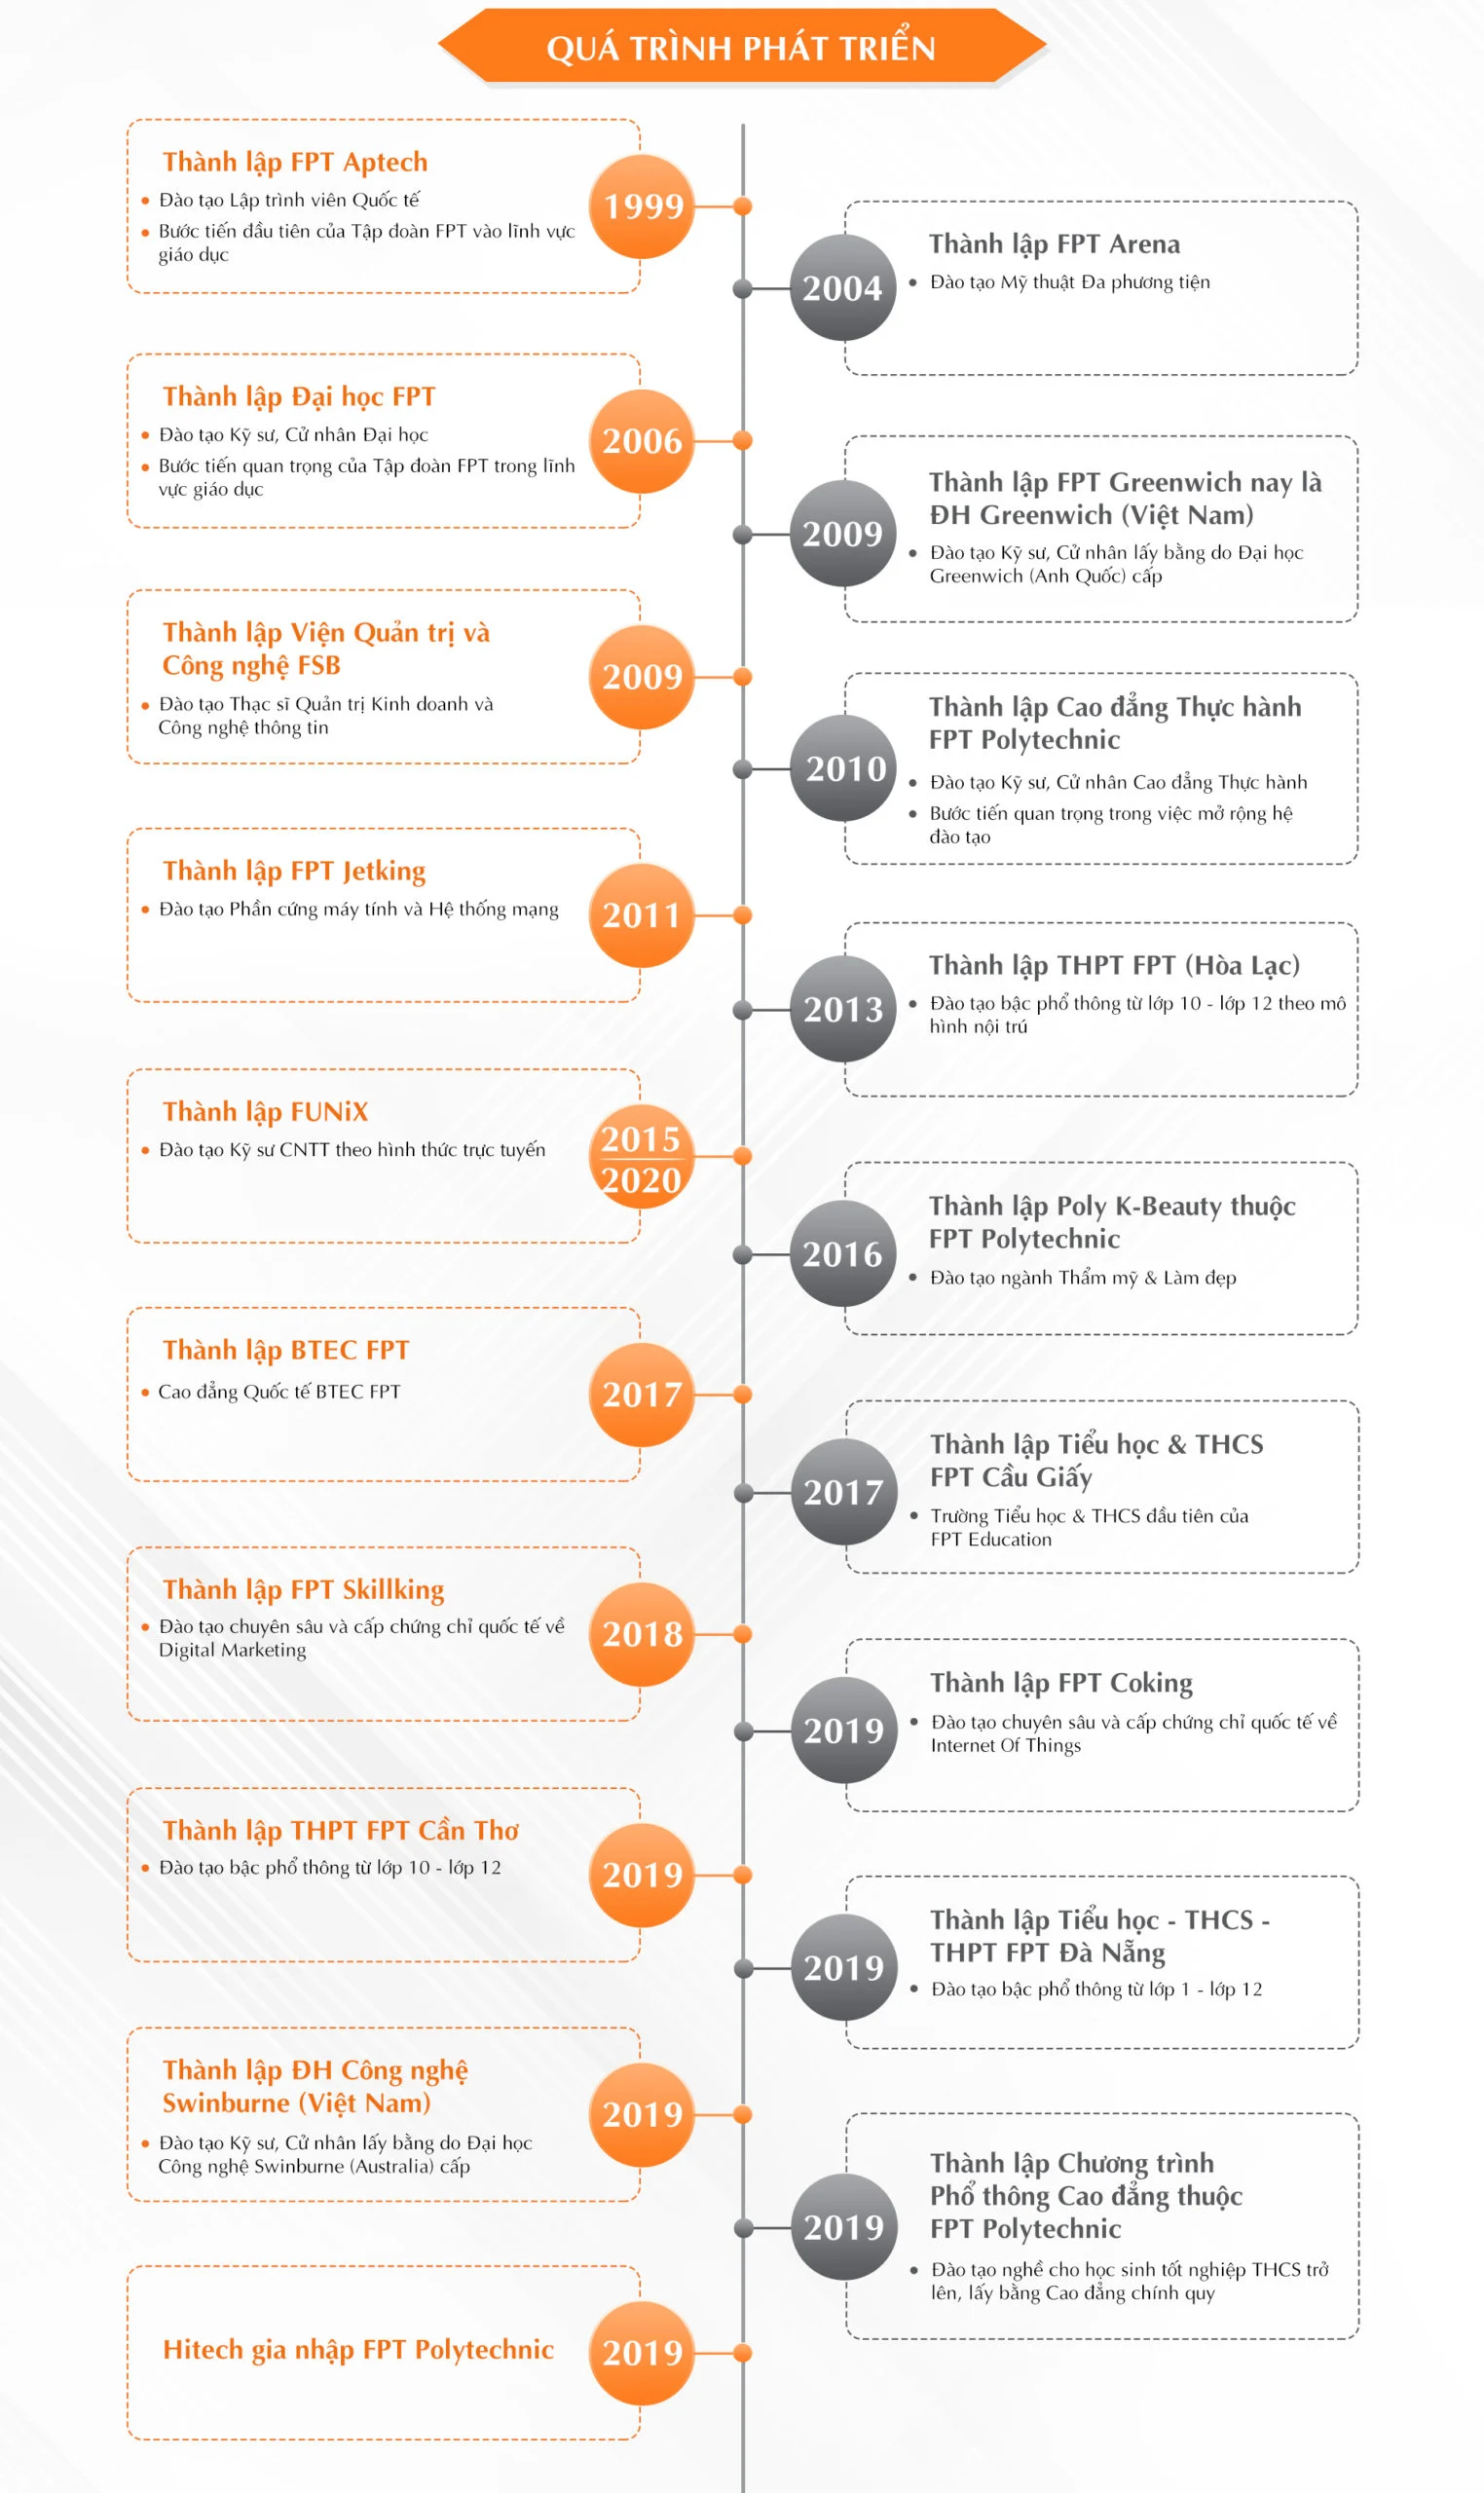 QUÁ TRÌNH PHÁT TRIỂN
Thành lập FPT Aptech
Đào tạo Lập trình viên Quốc tế
Bước tiến đầu tiên của Tập đoàn FPT vào lĩnh vực
giáo dục
1999
Thành lập FPT Arena
Đào tạo Mỹ thuật Đa phương tiện
2004
Thành lập Đại học FPT
Đào tạo Kỹ sư, Cử nhân Đại học
Bước tiến quan trọng của Tập đoàn FPT trong lĩnh
vực giáo dục
2006
Thành lập FPT Greenwich nay là
ĐH Greenwich (Việt Nam)
Đào tạo Kỹ sư, Cử nhân lấy bằng do Đại học
Greenwich (Anh Quốc) cấp
2009
Thành lập Viện Quản trị và
Công nghệ FSB
Đào tạo Thạc sĩ Quản trị Kinh doanh và
Công nghệ thông tin
2009
Thành lập Cao đẳng Thực hành
FPT Polytechnic
Đào tạo Kỹ sư, Cử nhân Cao đẳng Thực hành
Bước tiến quan trọng trong việc mở rộng hệ
đào tạo
2010
Thành lập FPT Jetking
Đào tạo Phần cứng máy tính và Hệ thống mạng
2011
Thành lập THPT FPT (Hòa Lạc)
Đào tạo bậc phổ thông từ lớp 10 - lớp 12 theo mô
hình nội trú
2013
Thành lập FUNiX
Đào tạo Kỹ sư CNTT theo hình thức trực tuyến
2015
2020
Thành lập Poly K-Beauty thuộc
FPT Polytechnic
Đào tạo ngành Thẩm mỹ & Làm đẹp
2016
Thành lập BTEC FPT
Cao đẳng Quốc tế BTEC FPT
2017
Thành lập Tiểu học & THCS
FPT Cầu Giấy
Trường Tiểu học & THCS đầu tiên của
FPT Education
2017
Thành lập FPT Skillking
Đào tạo chuyên sâu và cấp chứng chỉ quốc tế về
Digital Marketing
2018
Thành lập FPT Coking
Đào tạo chuyên sâu và cấp chứng chỉ quốc tế về
Internet Of Things
2019
Thành lập THPT FPT Cần Thơ
Đào tạo bậc phổ thông từ lớp 10 - lớp 12
2019
Thành lập Tiểu học - THCS -
THPT FPT Đà Nẵng
Đào tạo bậc phổ thông từ lớp 1 - lớp 12
2019
Thành lập ĐH Công nghệ
Swinburne (Việt Nam)
Đào tạo Kỹ sư, Cử nhân lấy bằng do Đại học
Công nghệ Swinburne (Australia) cấp
2019
Thành lập Chương trình
Phổ thông Cao đẳng thuộc
FPT Polytechnic
Đào tạo nghề cho học sinh tốt nghiệp THCS trở
lên, lấy bằng Cao đẳng chính quy
2019
Hitech gia nhập FPT Polytechnic
2019